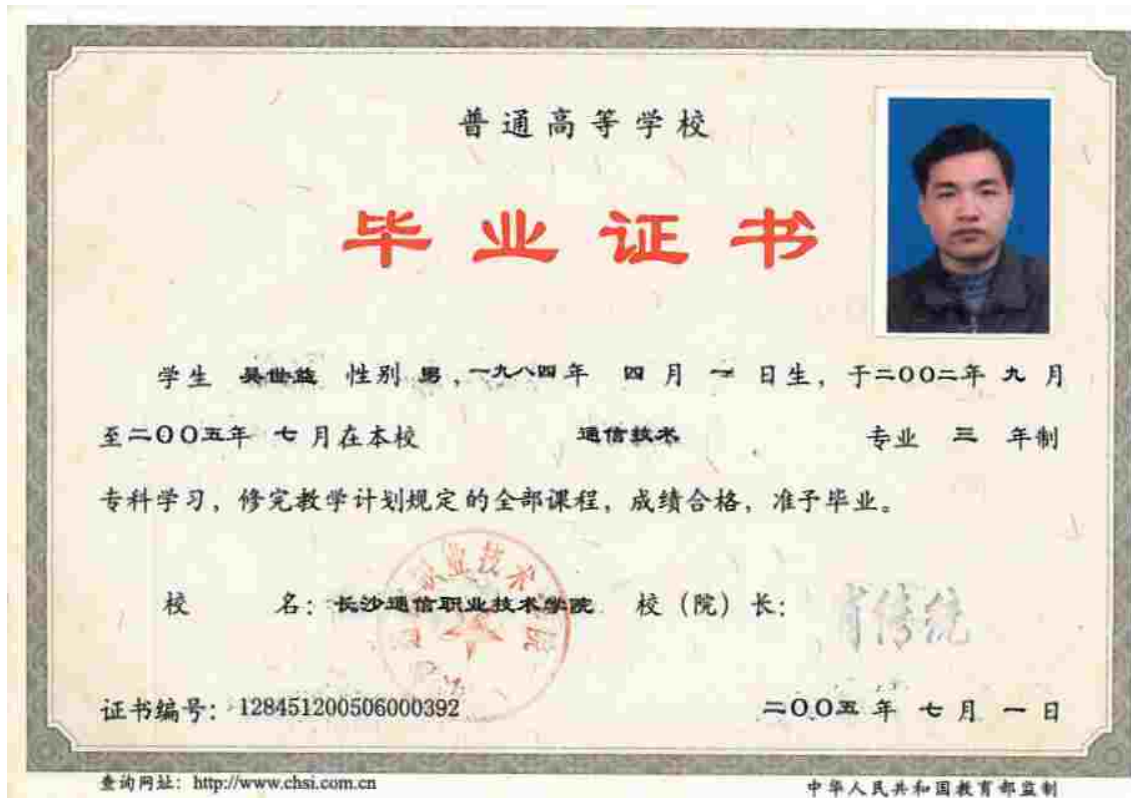 普通高等学校
毕业证书
学生 吴世益 性别 男，一九八四年 四 月 一 日生，于二00二年 九 月
至二00五年 七 月在本校 通信技术 专业 三 年制
专科学习，修完教学计划规定的全部课程，成绩合格，准予毕业。
校 名：长沙通信职业技术学院 校（院）长：肖传统
证书编号：128451200506000392 二00五 年 七 月 一 日
查询网址：http://www.chsi.com.cn 中华人民共和国教育部监制